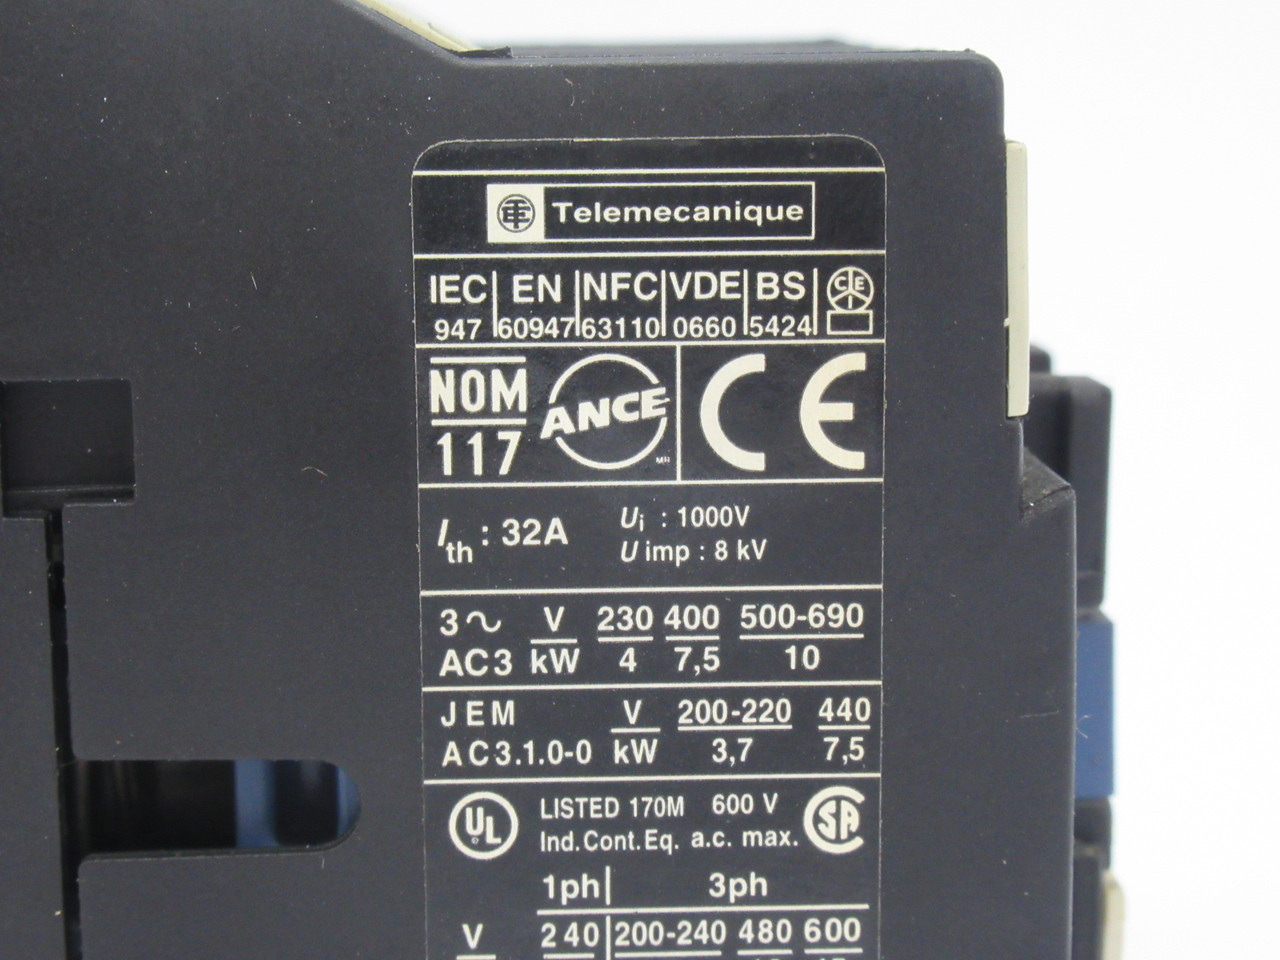 Telemecanique
IEC EN NFC VDE BS CEI
947 60947 63110 0660 5424
NOM ANCE CE
117
Ith : 32A Ui : 1000V
U imp : 8 kV
3~ V 230 400 500-690
AC3 kW 4 7,5 10
JEM V 200-220 440
AC3.1.0-0 kW 3,7 7,5
UL LISTED 170M 600 V SA
Ind.Cont.Eq. a.c. max.
1ph 3ph
V 240 200-240 480 600